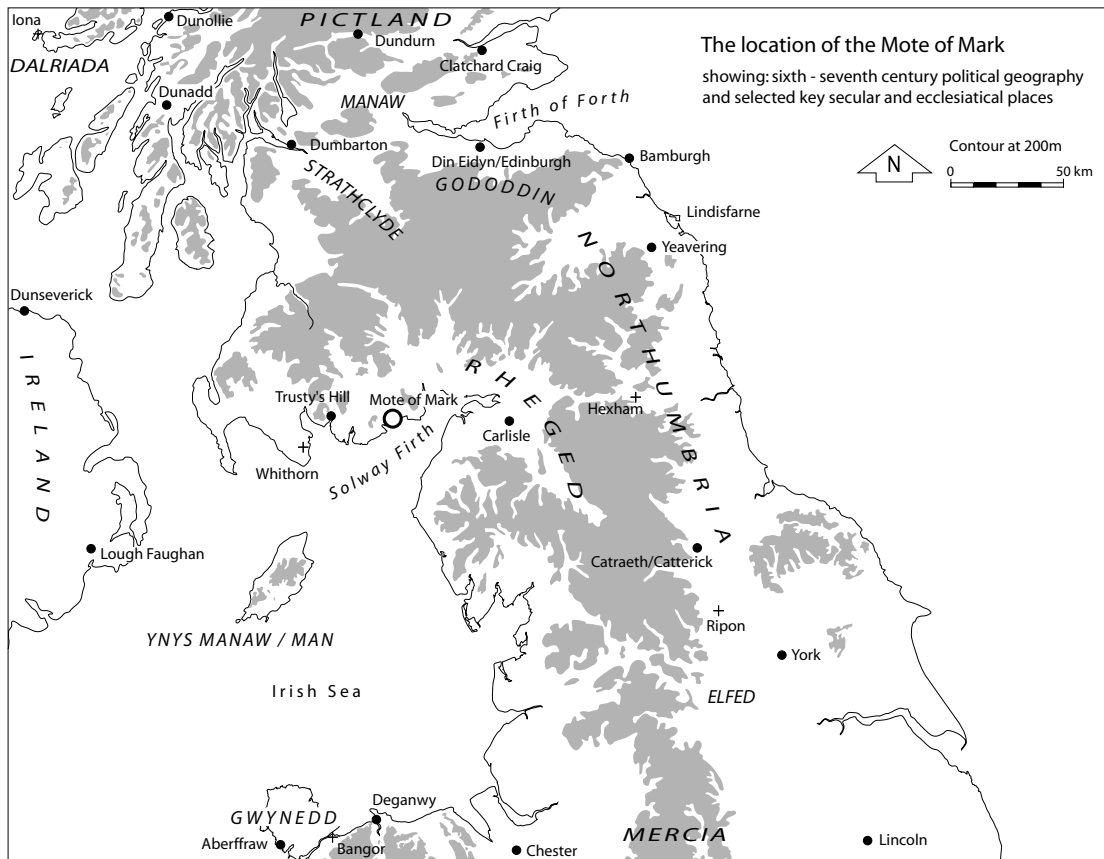 The location of the Mote of Mark
showing: sixth - seventh century political geography
and selected key secular and ecclesiatical places
Contour at 200m
N
0
50 km
Iona
Dunollie
PICTLAND
Dundurn
Clatchard Craig
DALRIADA
Dunadd
MANAW
Firth of Forth
Dumbarton
Din Eidyn/Edinburgh
Bamburgh
STRATHCLYDE
GODODDIN
Lindisfarne
Yeavering
NORTHUMBRIA
Dunseverick
IRELAND
RHEGED
Trusty's Hill
Mote of Mark
Hexham
Carlisle
Whithorn
Solway Firth
Lough Faughan
Catraeth/Catterick
Ripon
YNYS MANAW / MAN
York
Irish Sea
ELFED
Deganwy
GWYNEDD
MERCIA
Aberffraw
Bangor
Chester
Lincoln